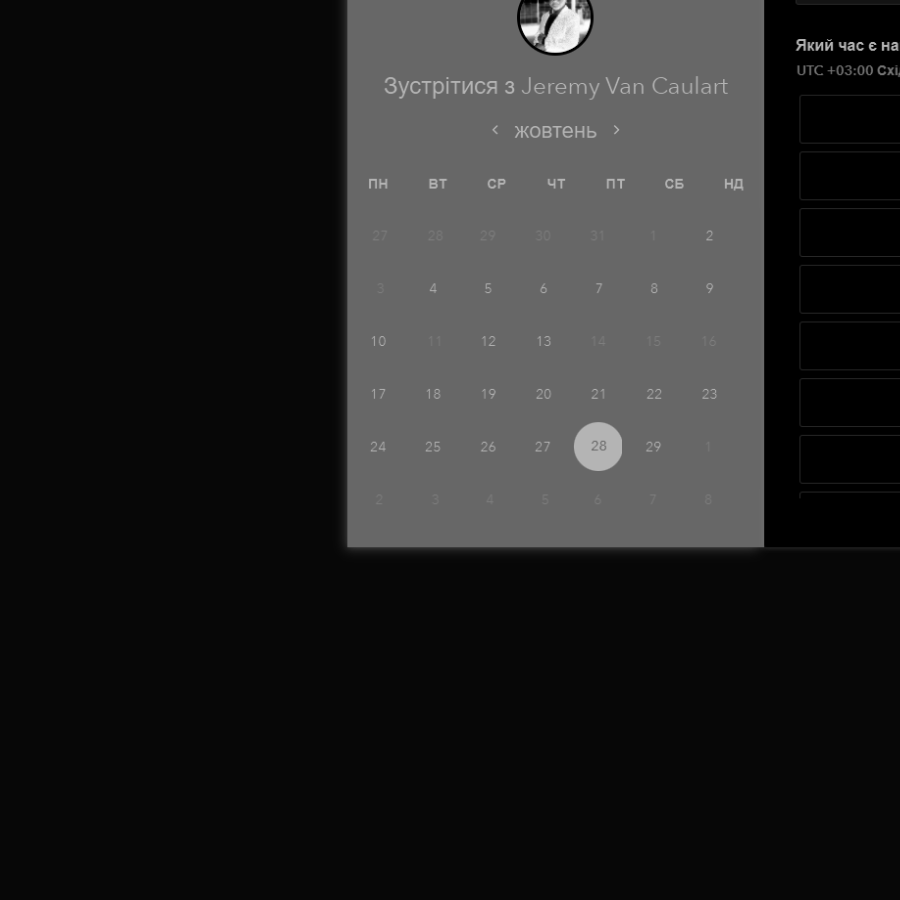 Зустрітися з Jeremy Van Caulart
жовтень
ПН ВТ СР ЧТ ПТ СБ НД
27 28 29 30 31 1 2
3 4 5 6 7 8 9
10 11 12 13 14 15 16
17 18 19 20 21 22 23
24 25 26 27 28 29 1
2 3 4 5 6 7 8
Який час є на
UTC +03:00 Схі